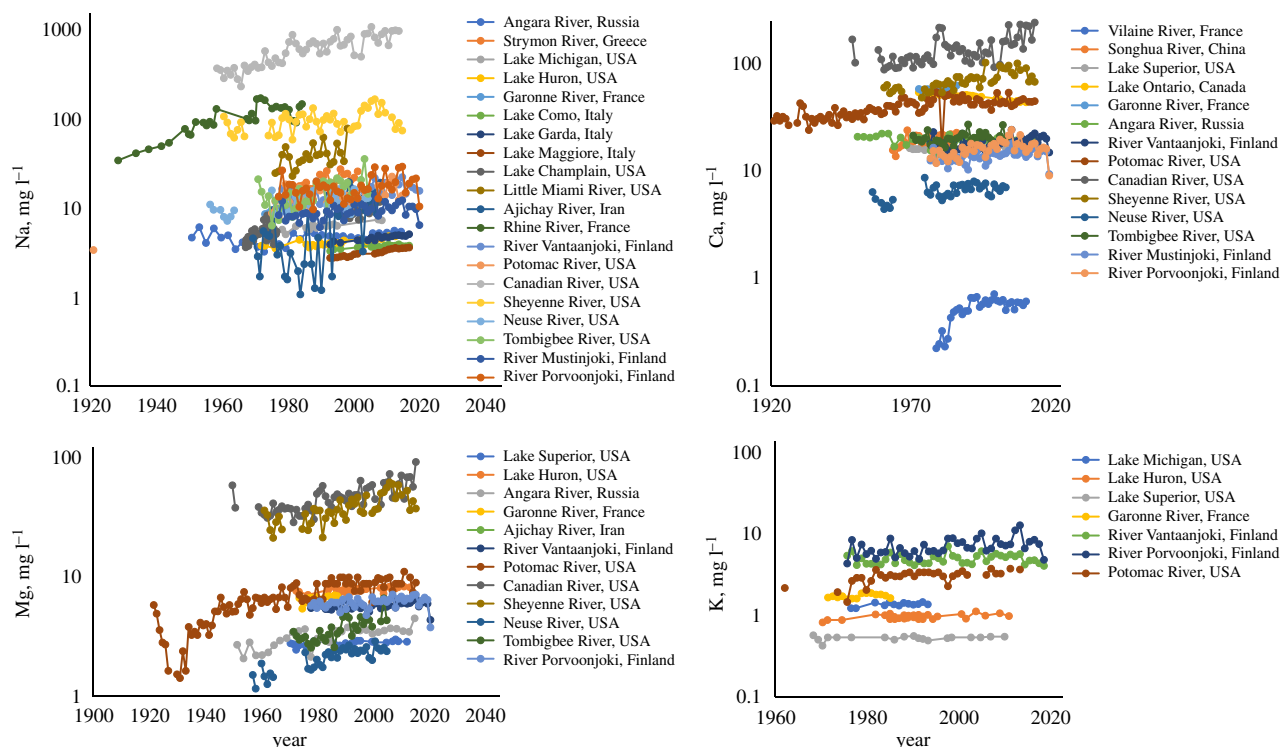 1000
100
10
1
0.1
Na, mg l⁻¹
1920 1940 1960 1980 2000 2020 2040
Angara River, Russia
Strymon River, Greece
Lake Michigan, USA
Lake Huron, USA
Garonne River, France
Lake Como, Italy
Lake Garda, Italy
Lake Maggiore, Italy
Lake Champlain, USA
Little Miami River, USA
Ajichay River, Iran
Rhine River, France
River Vantaanjoki, Finland
Potomac River, USA
Canadian River, USA
Sheyenne River, USA
Neuse River, USA
Tombigbee River, USA
River Mustinjoki, Finland
River Porvoonjoki, Finland
100
10
1
0.1
Ca, mg l⁻¹
1920 1970 2020
Vilaine River, France
Songhua River, China
Lake Superior, USA
Lake Ontario, Canada
Garonne River, France
Angara River, Russia
River Vantaanjoki, Finland
Potomac River, USA
Canadian River, USA
Sheyenne River, USA
Neuse River, USA
Tombigbee River, USA
River Mustinjoki, Finland
River Porvoonjoki, Finland
100
10
1
Mg, mg l⁻¹
1900 1920 1940 1960 1980 2000 2020 2040
year
Lake Superior, USA
Lake Huron, USA
Angara River, Russia
Garonne River, France
Ajichay River, Iran
River Vantaanjoki, Finland
Potomac River, USA
Canadian River, USA
Sheyenne River, USA
Neuse River, USA
Tombigbee River, USA
River Porvoonjoki, Finland
100
10
1
0.1
K, mg l⁻¹
1960 1980 2000 2020
year
Lake Michigan, USA
Lake Huron, USA
Lake Superior, USA
Garonne River, France
River Vantaanjoki, Finland
River Porvoonjoki, Finland
Potomac River, USA